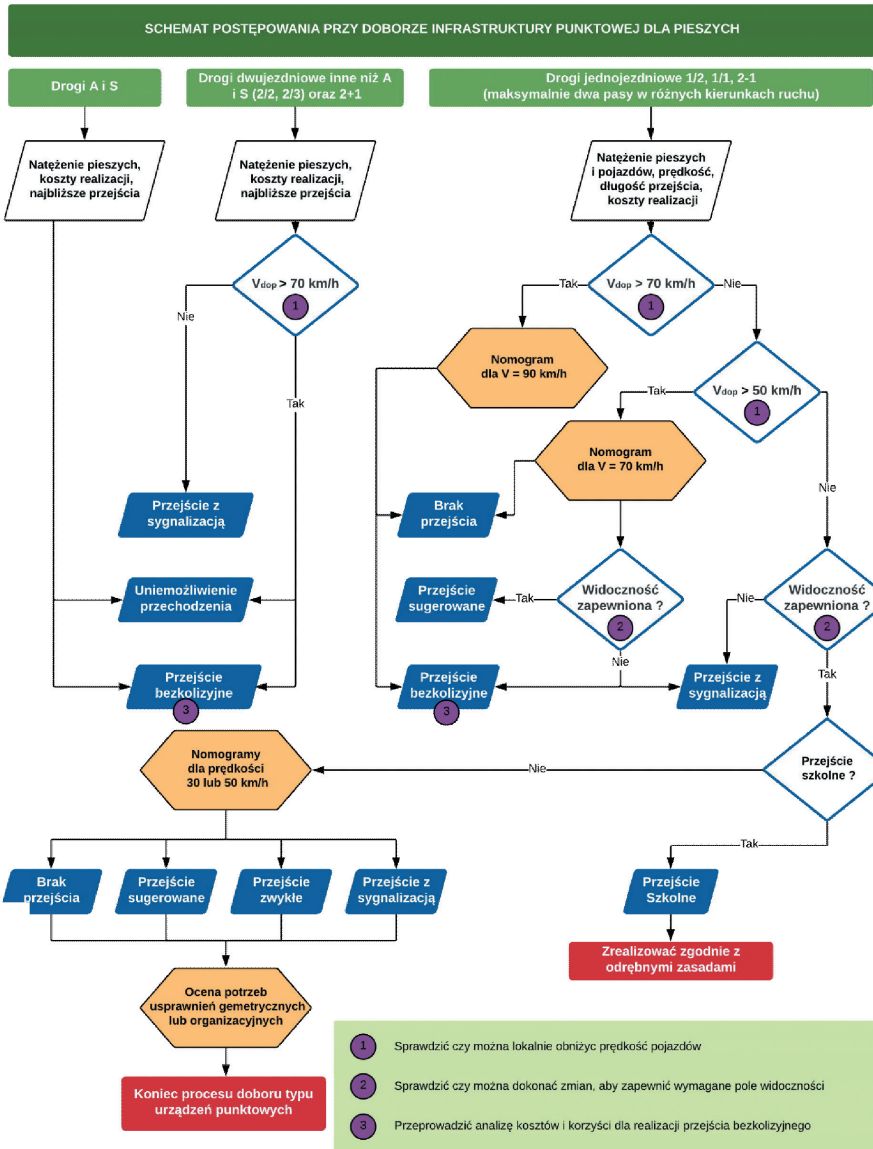 SCHEMAT POSTĘPOWANIA PRZY DOBORZE INFRASTRUKTURY PUNKTOWEJ DLA PIESZYCH
Drogi A i S
Drogi dwujezdniowe inne niż A
i S (2/2, 2/3) oraz 2+1
Drogi jednojezdniowe 1/2, 1/1, 2-1
(maksymalnie dwa pasy w różnych kierunkach ruchu)
Natężenie pieszych,
koszty realizacji,
najbliższe przejścia
Natężenie pieszych,
koszty realizacji,
najbliższe przejścia
Natężenie pieszych
i pojazdów, prędkość,
długość przejścia,
koszty realizacji
Vdop > 70 km/h
1
Nie
Tak
Vdop > 70 km/h
1
Tak
Nie
Nomogram
dla V = 90 km/h
Vdop > 50 km/h
1
Tak
Nie
Nomogram
dla V = 70 km/h
Przejście z
sygnalizacją
Brak
przejścia
Uniemożliwienie
przechodzenia
Przejście
sugerowane
Tak
Widoczność
zapewniona ?
2
Nie
Nie
Widoczność
zapewniona ?
2
Tak
Przejście
bezkolizyjne
3
Przejście
bezkolizyjne
3
Przejście z
sygnalizacją
Nomogramy
dla prędkości
30 lub 50 km/h
Nie
Przejście
szkolne ?
Tak
Brak
przejścia
Przejście
sugerowane
Przejście
zwykłe
Przejście z
sygnalizacją
Przejście
Szkolne
Zrealizować zgodnie z
odrębnymi zasadami
Ocena potrzeb
usprawnień gemetrycznych
lub organizacyjnych
Koniec procesu doboru typu
urządzeń punktowych
1 Sprawdzić czy można lokalnie obniżyc prędkość pojazdów
2 Sprawdzić czy można dokonać zmian, aby zapewnić wymagane pole widoczności
3 Przeprowadzić analizę kosztów i korzyści dla realizacji przejścia bezkolizyjnego